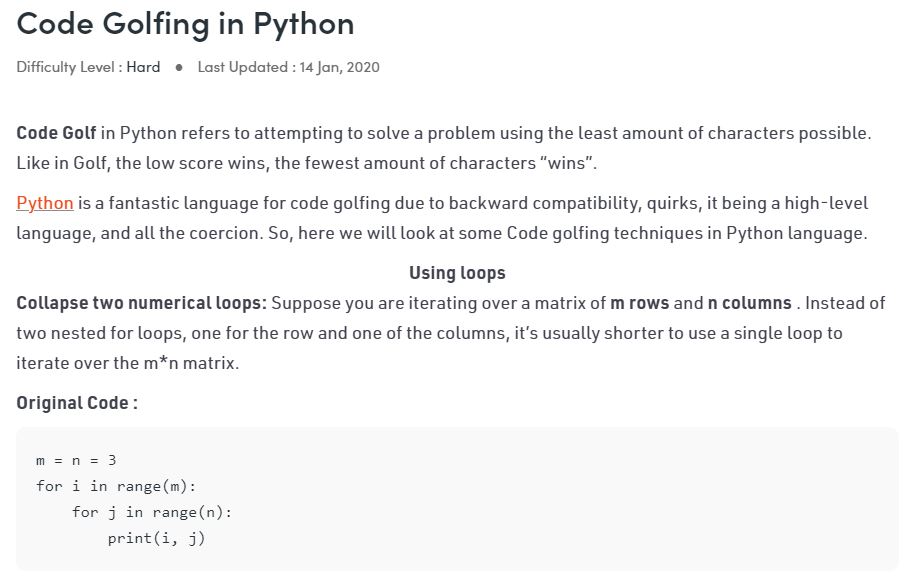 Code Golfing in Python
Difficulty Level : Hard ● Last Updated : 14 Jan, 2020
Code Golf in Python refers to attempting to solve a problem using the least amount of characters possible.
Like in Golf, the low score wins, the fewest amount of characters “wins”.
Python is a fantastic language for code golfing due to backward compatibility, quirks, it being a high-level
language, and all the coercion. So, here we will look at some Code golfing techniques in Python language.
Using loops
Collapse two numerical loops: Suppose you are iterating over a matrix of m rows and n columns . Instead of
two nested for loops, one for the row and one of the columns, it’s usually shorter to use a single loop to
iterate over the m*n matrix.
Original Code :
m = n = 3
for i in range(m):
    for j in range(n):
        print(i, j)